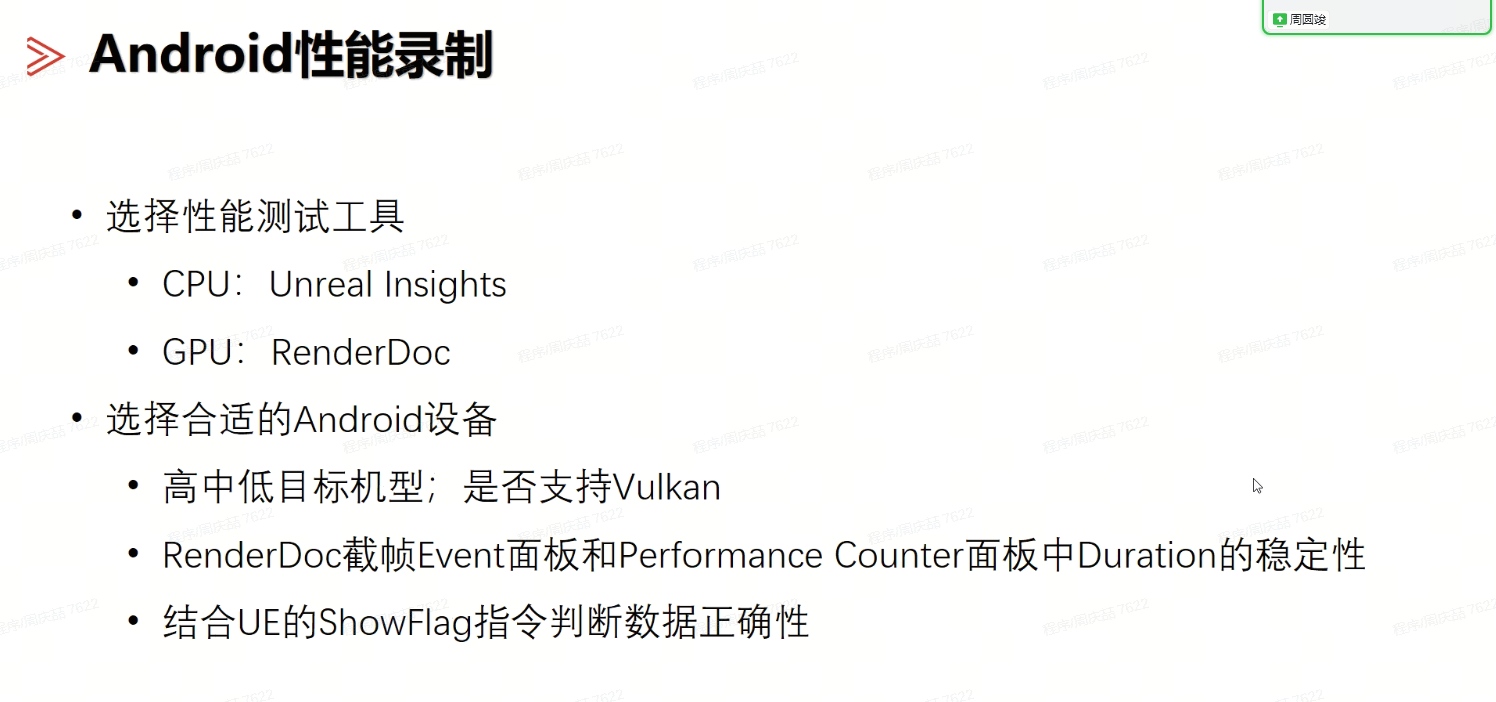 周圆竣
Android性能录制
• 选择性能测试工具
• CPU： Unreal Insights
• GPU： RenderDoc
• 选择合适的Android设备
• 高中低目标机型；是否支持Vulkan
• RenderDoc截帧Event面板和Performance Counter面板中Duration的稳定性
• 结合UE的ShowFlag指令判断数据正确性